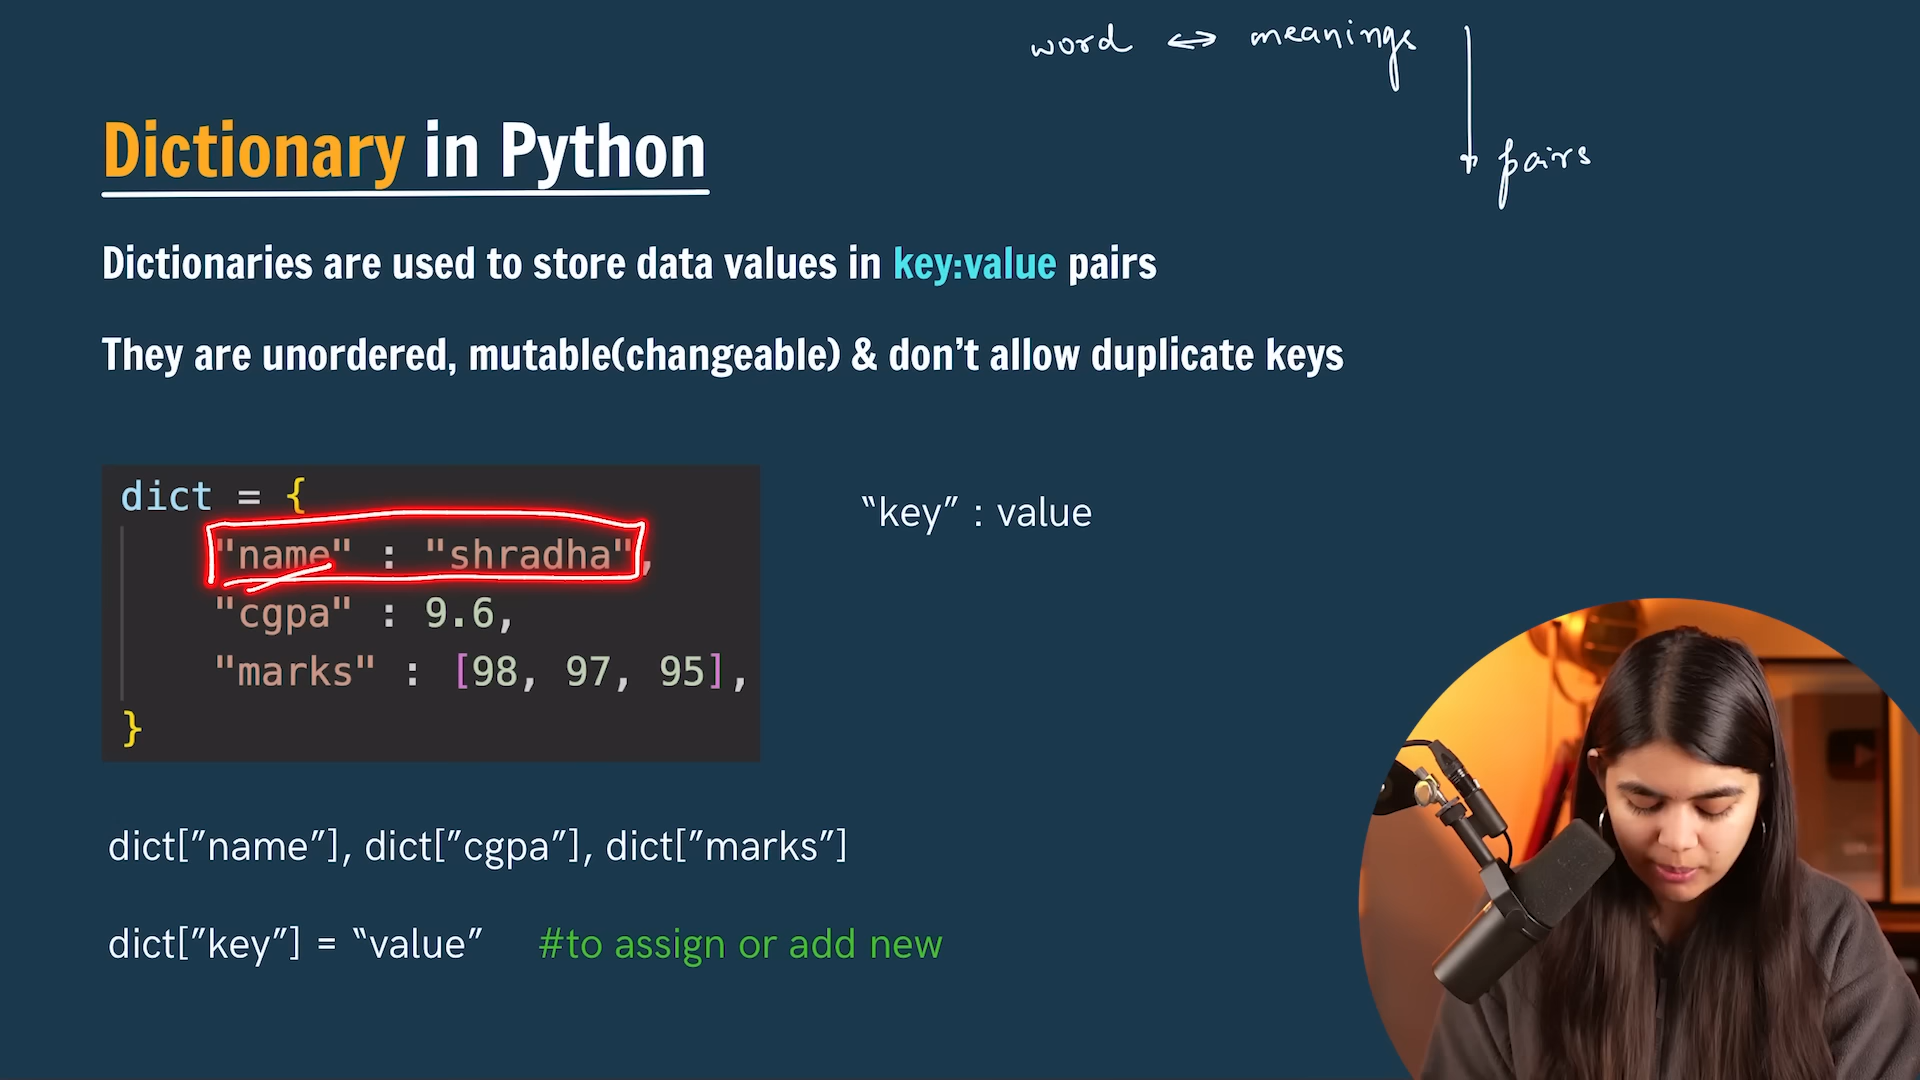 word ↔ meanings
pairs
Dictionary in Python
Dictionaries are used to store data values in key:value pairs
They are unordered, mutable(changeable) & don’t allow duplicate keys
dict = {
"name" : "shradha",
"cgpa" : 9.6,
"marks" : [98, 97, 95],
}
“key” : value
dict[”name”], dict[”cgpa”], dict[”marks”]
dict[”key”] = “value” #to assign or add new